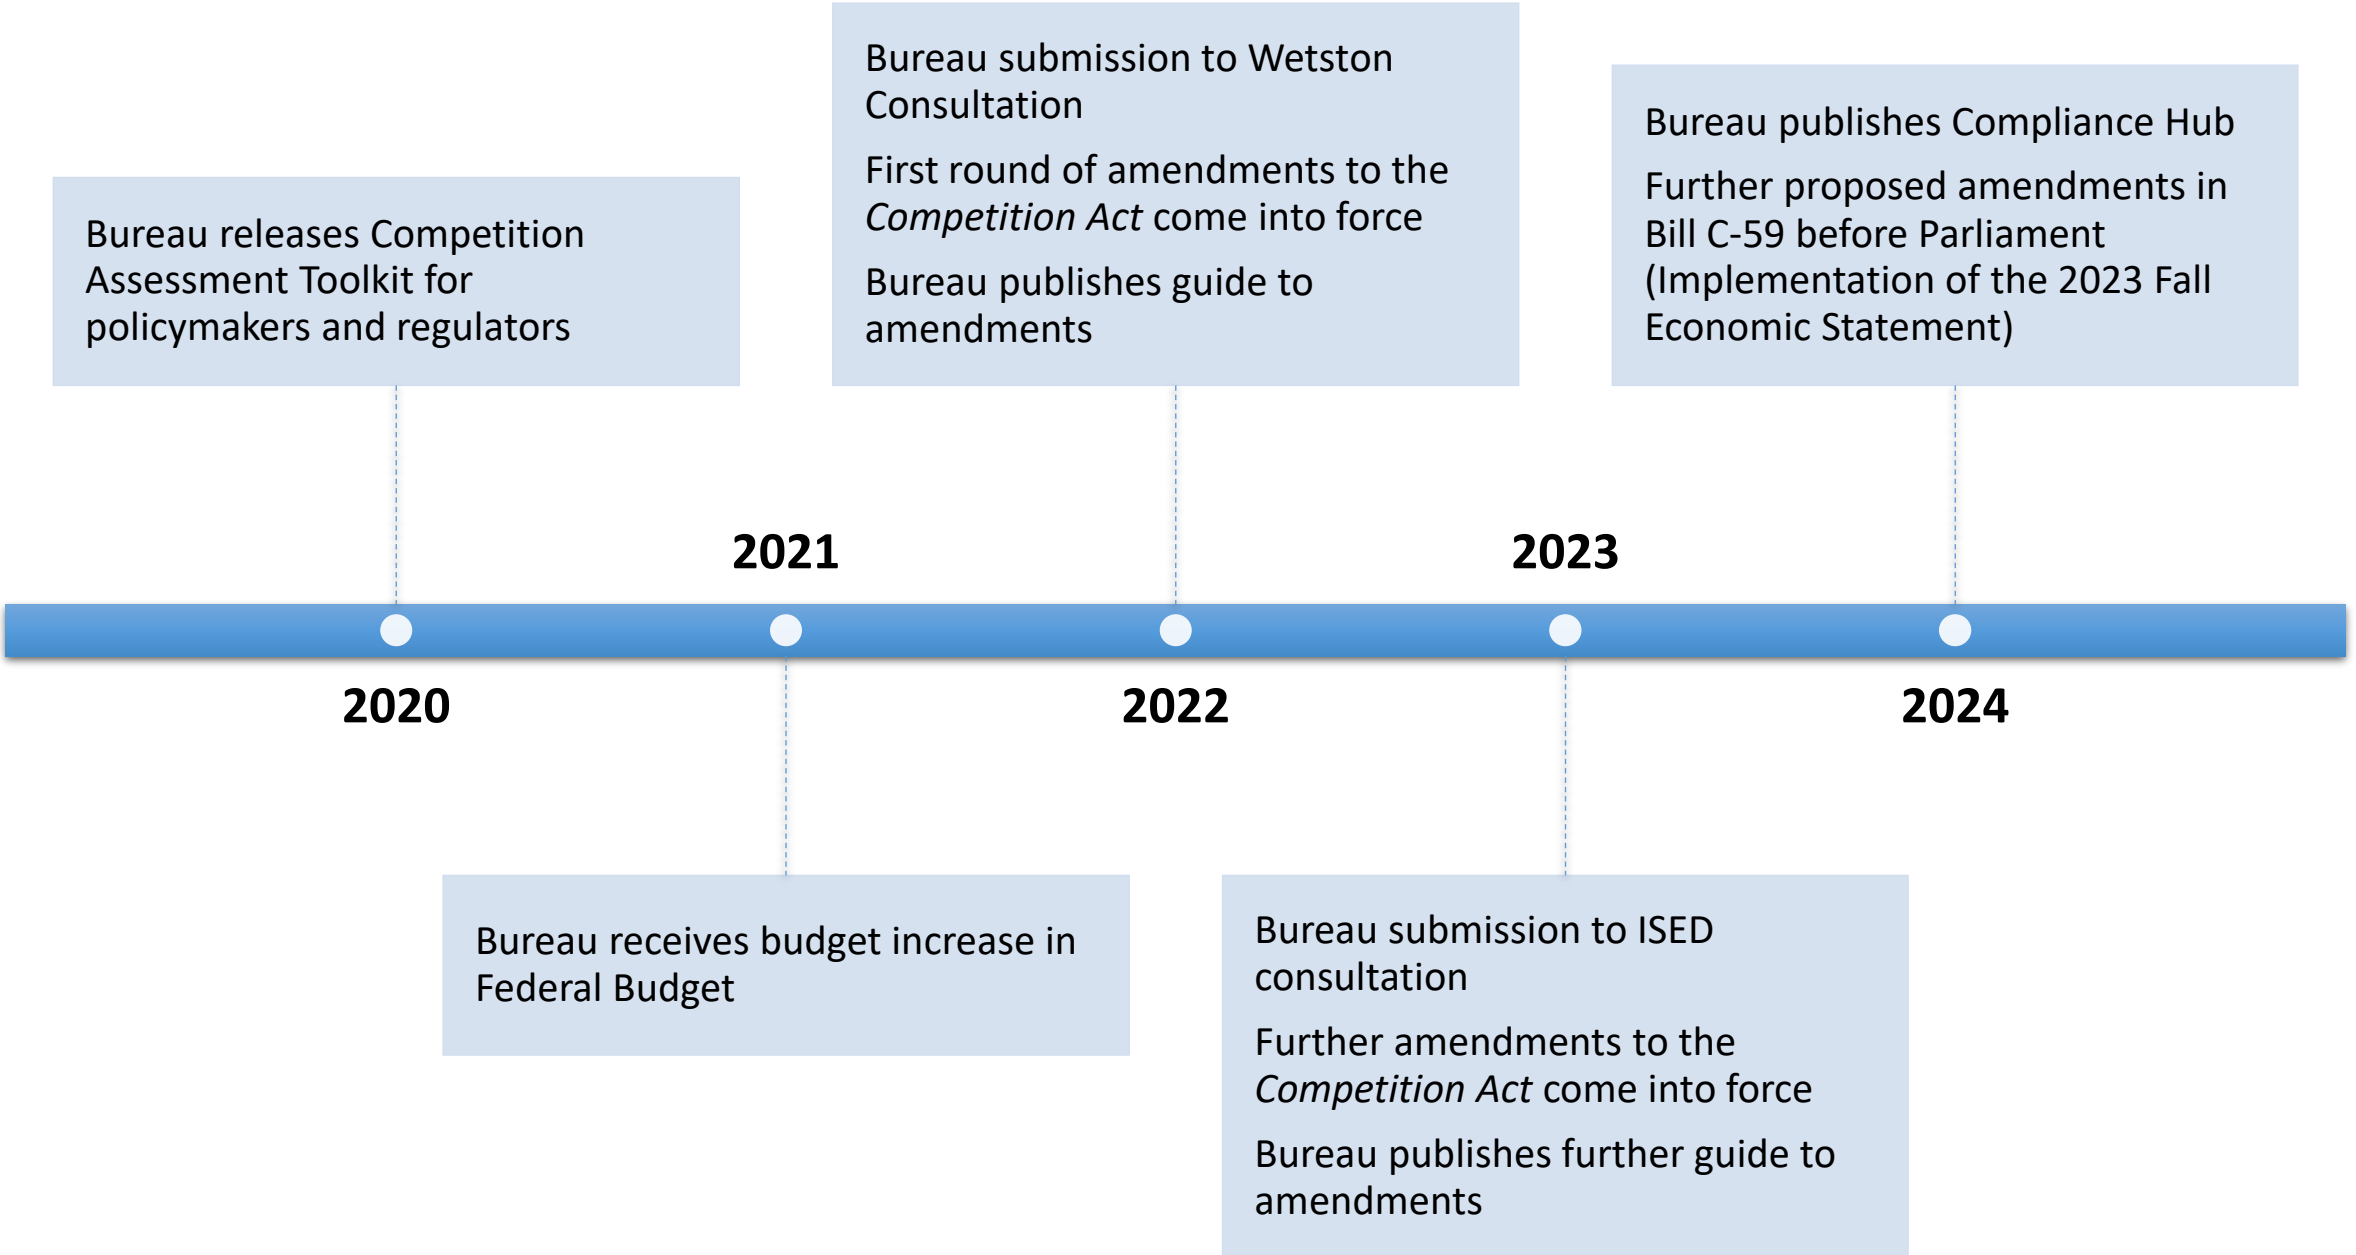 Bureau releases Competition
Assessment Toolkit for
policymakers and regulators
Bureau submission to Wetston
Consultation
First round of amendments to the
Competition Act come into force
Bureau publishes guide to
amendments
Bureau publishes Compliance Hub
Further proposed amendments in
Bill C-59 before Parliament
(Implementation of the 2023 Fall
Economic Statement)
2021
2023
2020
2022
2024
Bureau receives budget increase in
Federal Budget
Bureau submission to ISED
consultation
Further amendments to the
Competition Act come into force
Bureau publishes further guide to
amendments